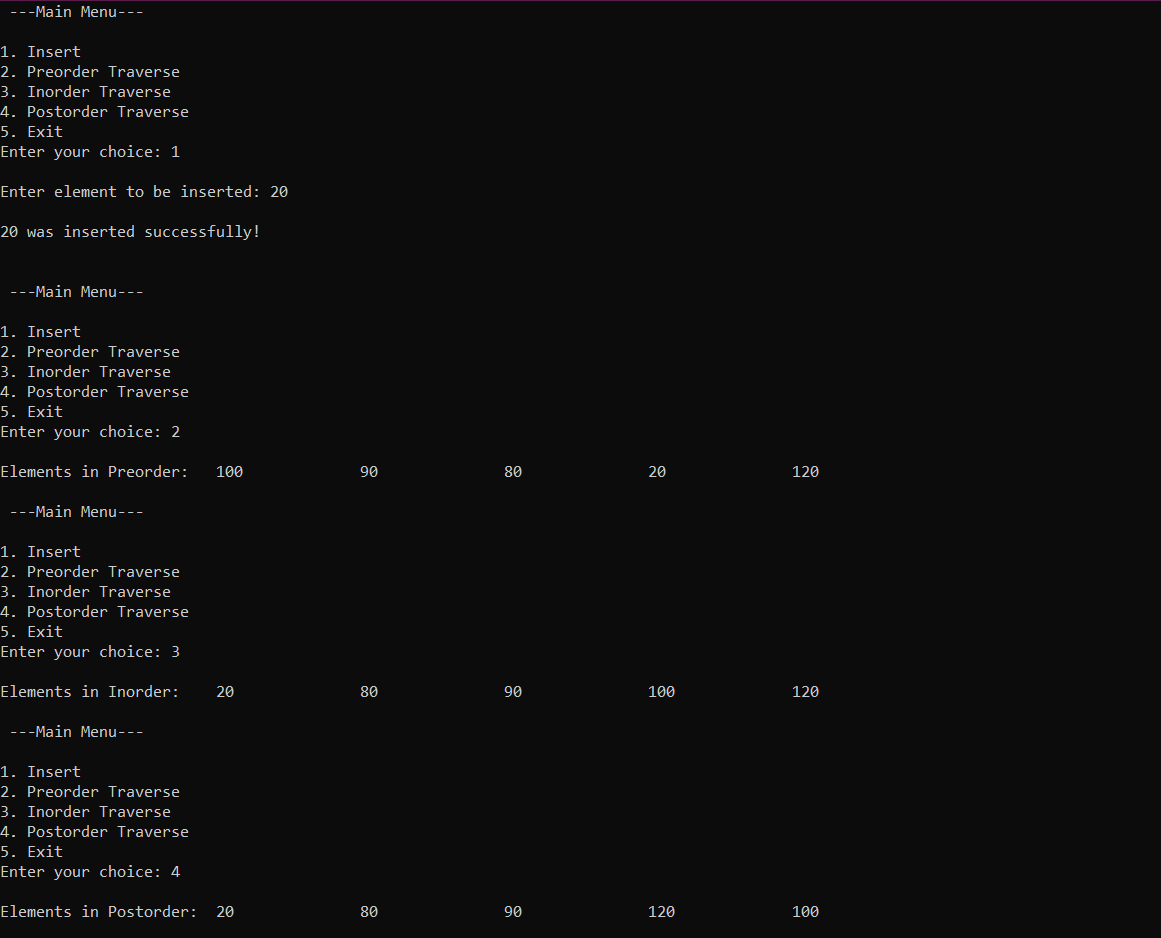 ---Main Menu---
1. Insert
2. Preorder Traverse
3. Inorder Traverse
4. Postorder Traverse
5. Exit
Enter your choice: 1
Enter element to be inserted: 20
20 was inserted successfully!
---Main Menu---
1. Insert
2. Preorder Traverse
3. Inorder Traverse
4. Postorder Traverse
5. Exit
Enter your choice: 2
Elements in Preorder: 100 90 80 20 120
---Main Menu---
1. Insert
2. Preorder Traverse
3. Inorder Traverse
4. Postorder Traverse
5. Exit
Enter your choice: 3
Elements in Inorder: 20 80 90 100 120
---Main Menu---
1. Insert
2. Preorder Traverse
3. Inorder Traverse
4. Postorder Traverse
5. Exit
Enter your choice: 4
Elements in Postorder: 20 80 90 120 100